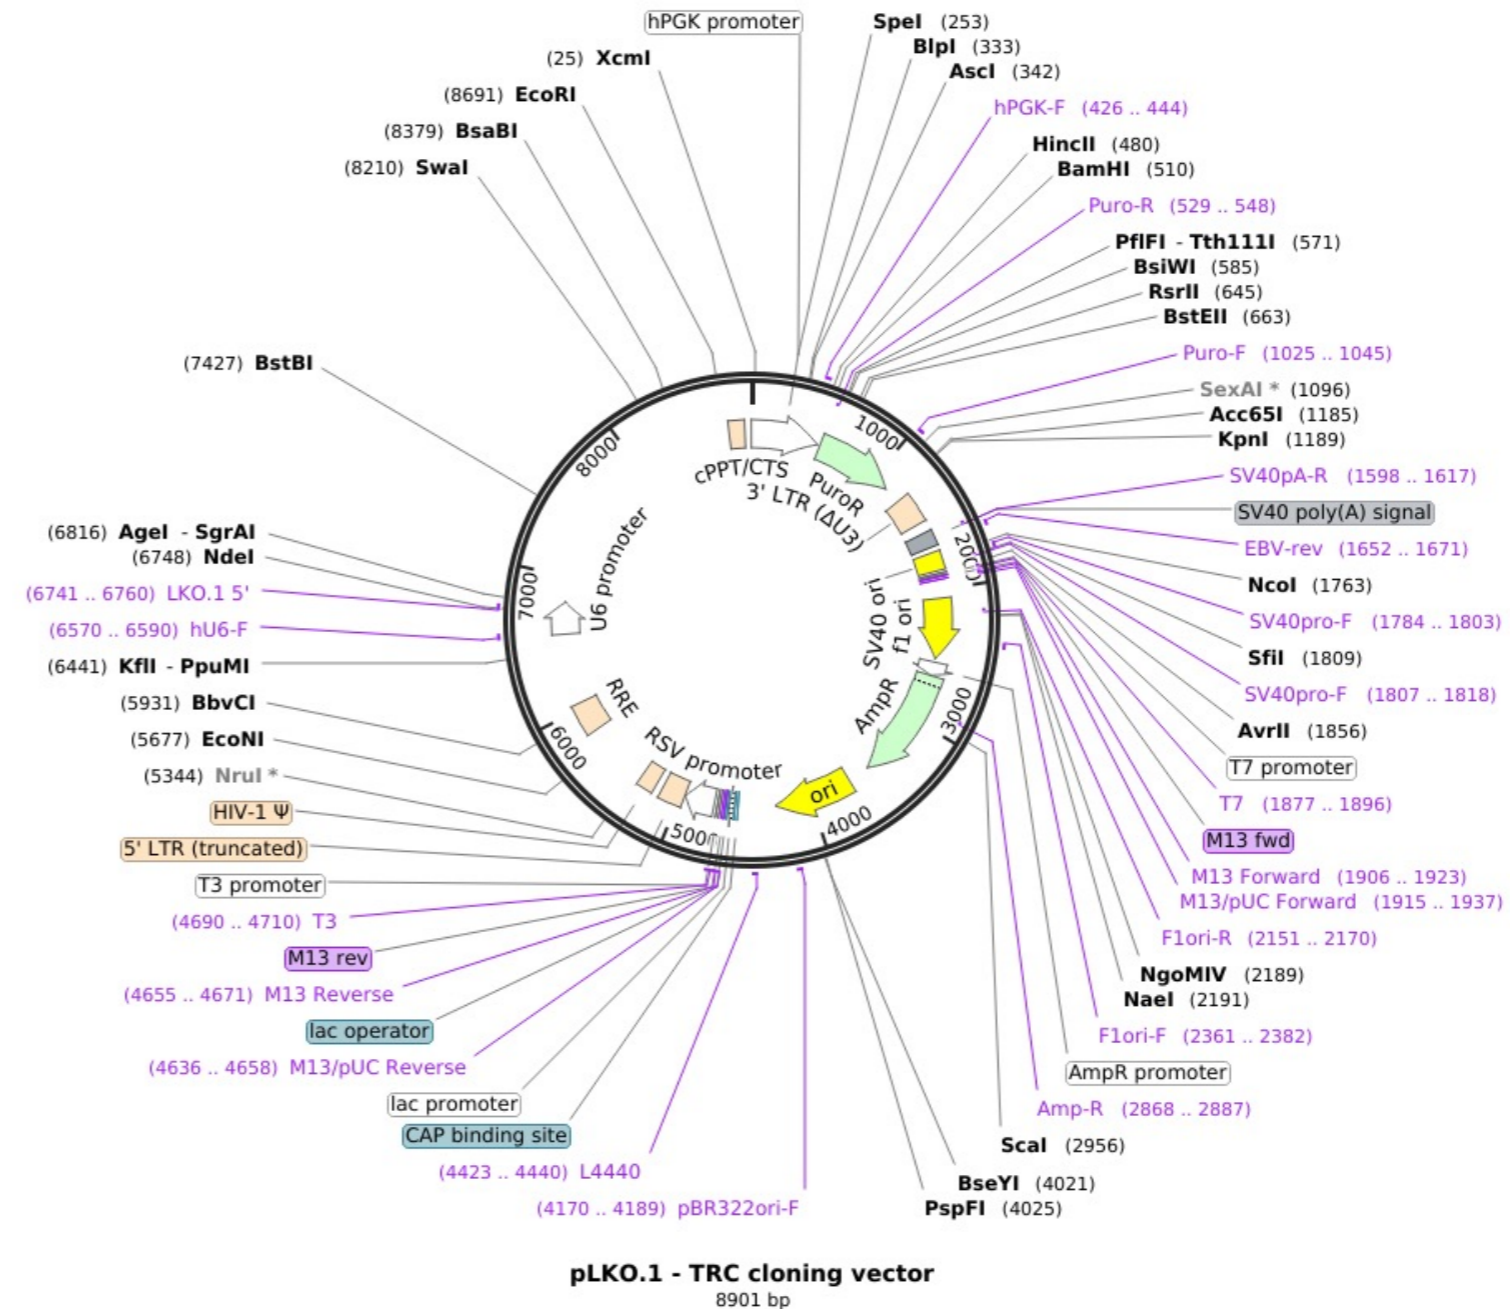 hPGK promoter
SpeI (253)
BlpI (333)
(25) XcmI
AscI (342)
(8691) EcoRI
hPGK-F (426 .. 444)
(8379) BsaBI
HincII (480)
(8210) SwaI
BamHI (510)
Puro-R (529 .. 548)
PflFI - Tth111I (571)
BsiWI (585)
RsrII (645)
BstEII (663)
(7427) BstBI
Puro-F (1025 .. 1045)
SexAI * (1096)
Acc65I (1185)
KpnI (1189)
SV40pA-R (1598 .. 1617)
SV40 poly(A) signal
EBV-rev (1652 .. 1671)
NcoI (1763)
SV40pro-F (1784 .. 1803)
SfiI (1809)
SV40pro-F (1807 .. 1818)
AvrII (1856)
T7 promoter
T7 (1877 .. 1896)
M13 fwd
M13 Forward (1906 .. 1923)
M13/pUC Forward (1915 .. 1937)
F1ori-R (2151 .. 2170)
NgoMIV (2189)
NaeI (2191)
F1ori-F (2361 .. 2382)
AmpR promoter
Amp-R (2868 .. 2887)
ScaI (2956)
BseYI (4021)
PspFI (4025)
(6816) AgeI - SgrAI
(6748) NdeI
(6741 .. 6760) LKO.1 5'
(6570 .. 6590) hU6-F
(6441) KflI - PpuMI
(5931) BbvCI
(5677) EcoNI
(5344) NruI *
HIV-1 Ψ
5' LTR (truncated)
T3 promoter
(4690 .. 4710) T3
M13 rev
(4655 .. 4671) M13 Reverse
lac operator
(4636 .. 4658) M13/pUC Reverse
lac promoter
CAP binding site
(4423 .. 4440) L4440
(4170 .. 4189) pBR322ori-F
1000
2000
3000
4000
5000
6000
7000
8000
cPPT/CTS
3' LTR (ΔU3)
PuroR
SV40 ori
f1 ori
AmpR
ori
RSV promoter
RRE
U6 promoter
pLKO.1 - TRC cloning vector
8901 bp